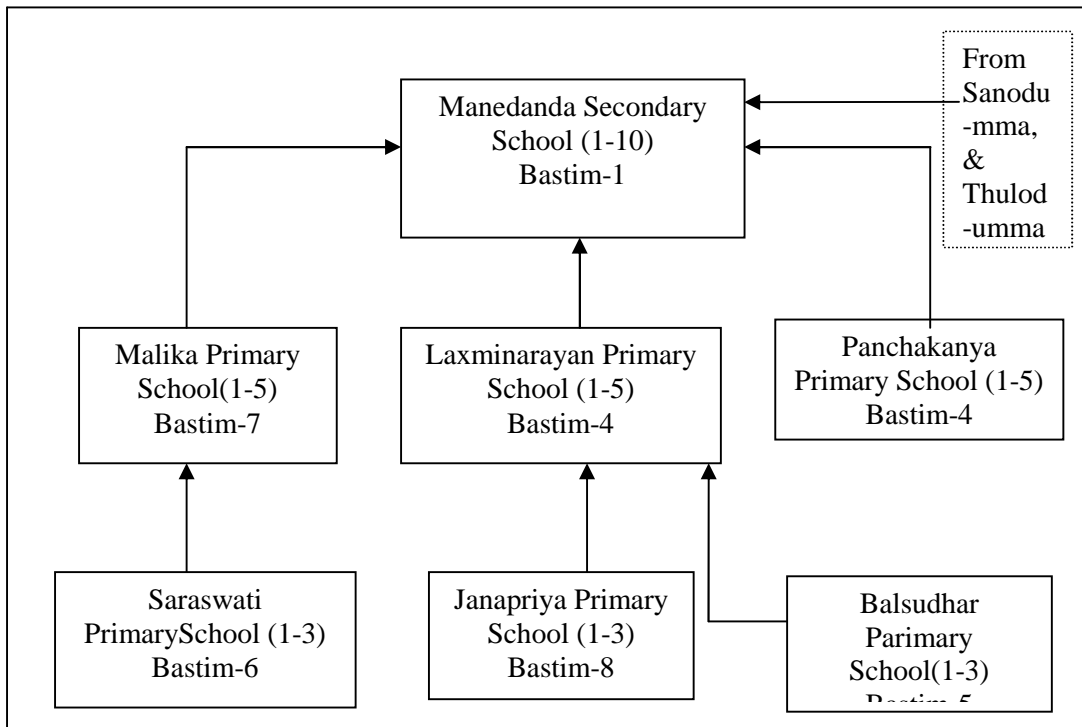 From
Sanodu
-mma,
&
Thulod
-umma
Manedanda Secondary
School (1-10)
Bastim-1
Malika Primary
School(1-5)
Bastim-7
Laxminarayan Primary
School (1-5)
Bastim-4
Panchakanya
Primary School (1-5)
Bastim-4
Saraswati
PrimarySchool (1-3)
Bastim-6
Janapriya Primary
School (1-3)
Bastim-8
Balsudhar
Parimary
School(1-3)
Bastim-5